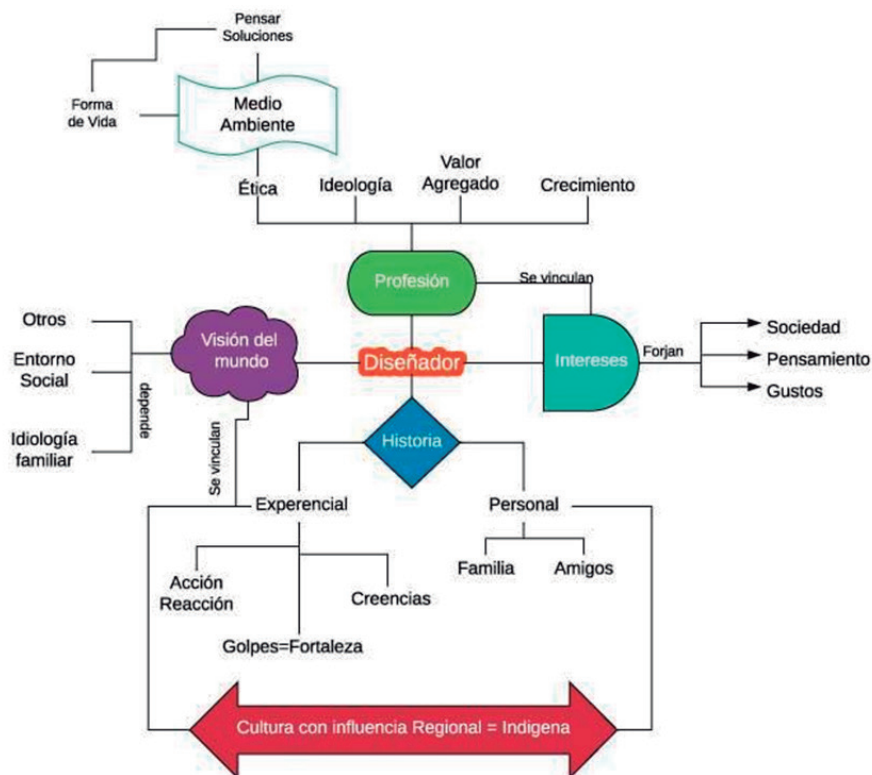 Pensar
Soluciones
Forma
de Vida
Medio
Ambiente
Ética
Ideología
Valor
Agregado
Crecimiento
Profesión
Se vinculan
Otros
Entorno
Social
Idiología
familiar
depende
Visión del
mundo
Diseñador
Intereses
Forjan
Sociedad
Pensamiento
Gustos
Se vinculan
Historia
Experencial
Personal
Acción
Reacción
Creencias
Golpes=Fortaleza
Familia
Amigos
Cultura con influencia Regional = Indigena